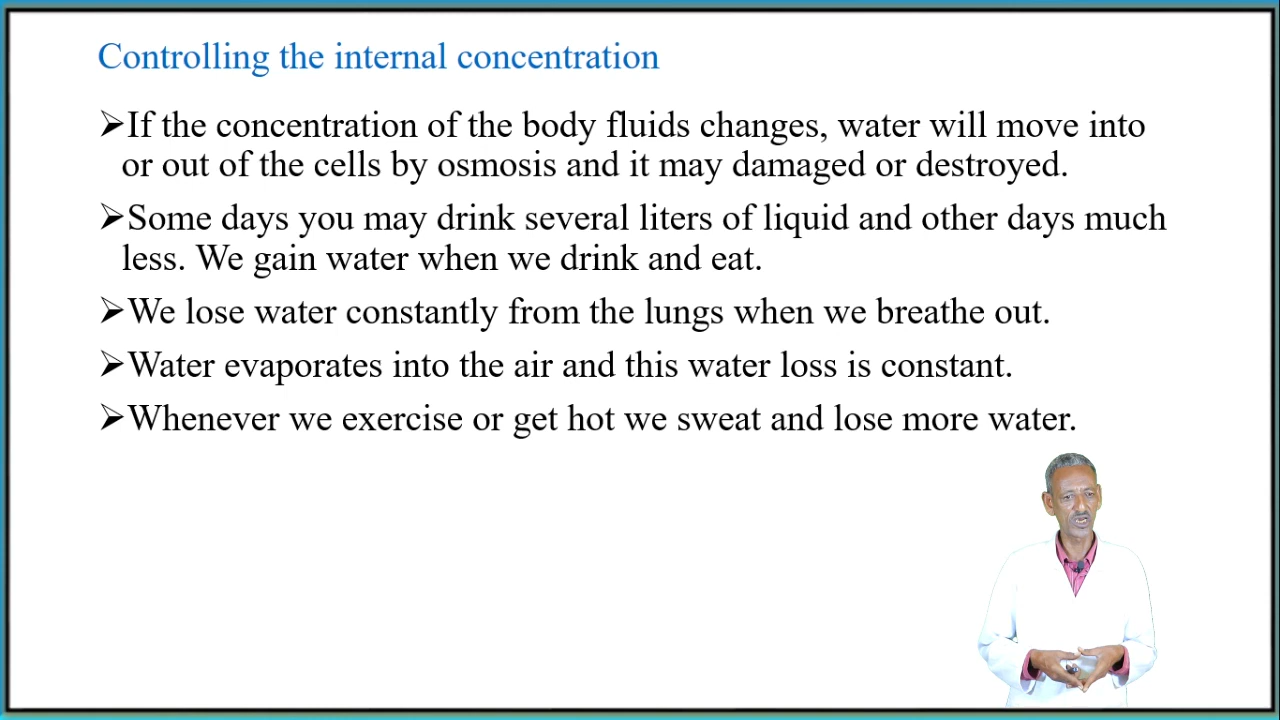 Controlling the internal concentration
➢If the concentration of the body fluids changes, water will move into
or out of the cells by osmosis and it may damaged or destroyed.
➢Some days you may drink several liters of liquid and other days much
less. We gain water when we drink and eat.
➢We lose water constantly from the lungs when we breathe out.
➢Water evaporates into the air and this water loss is constant.
➢Whenever we exercise or get hot we sweat and lose more water.